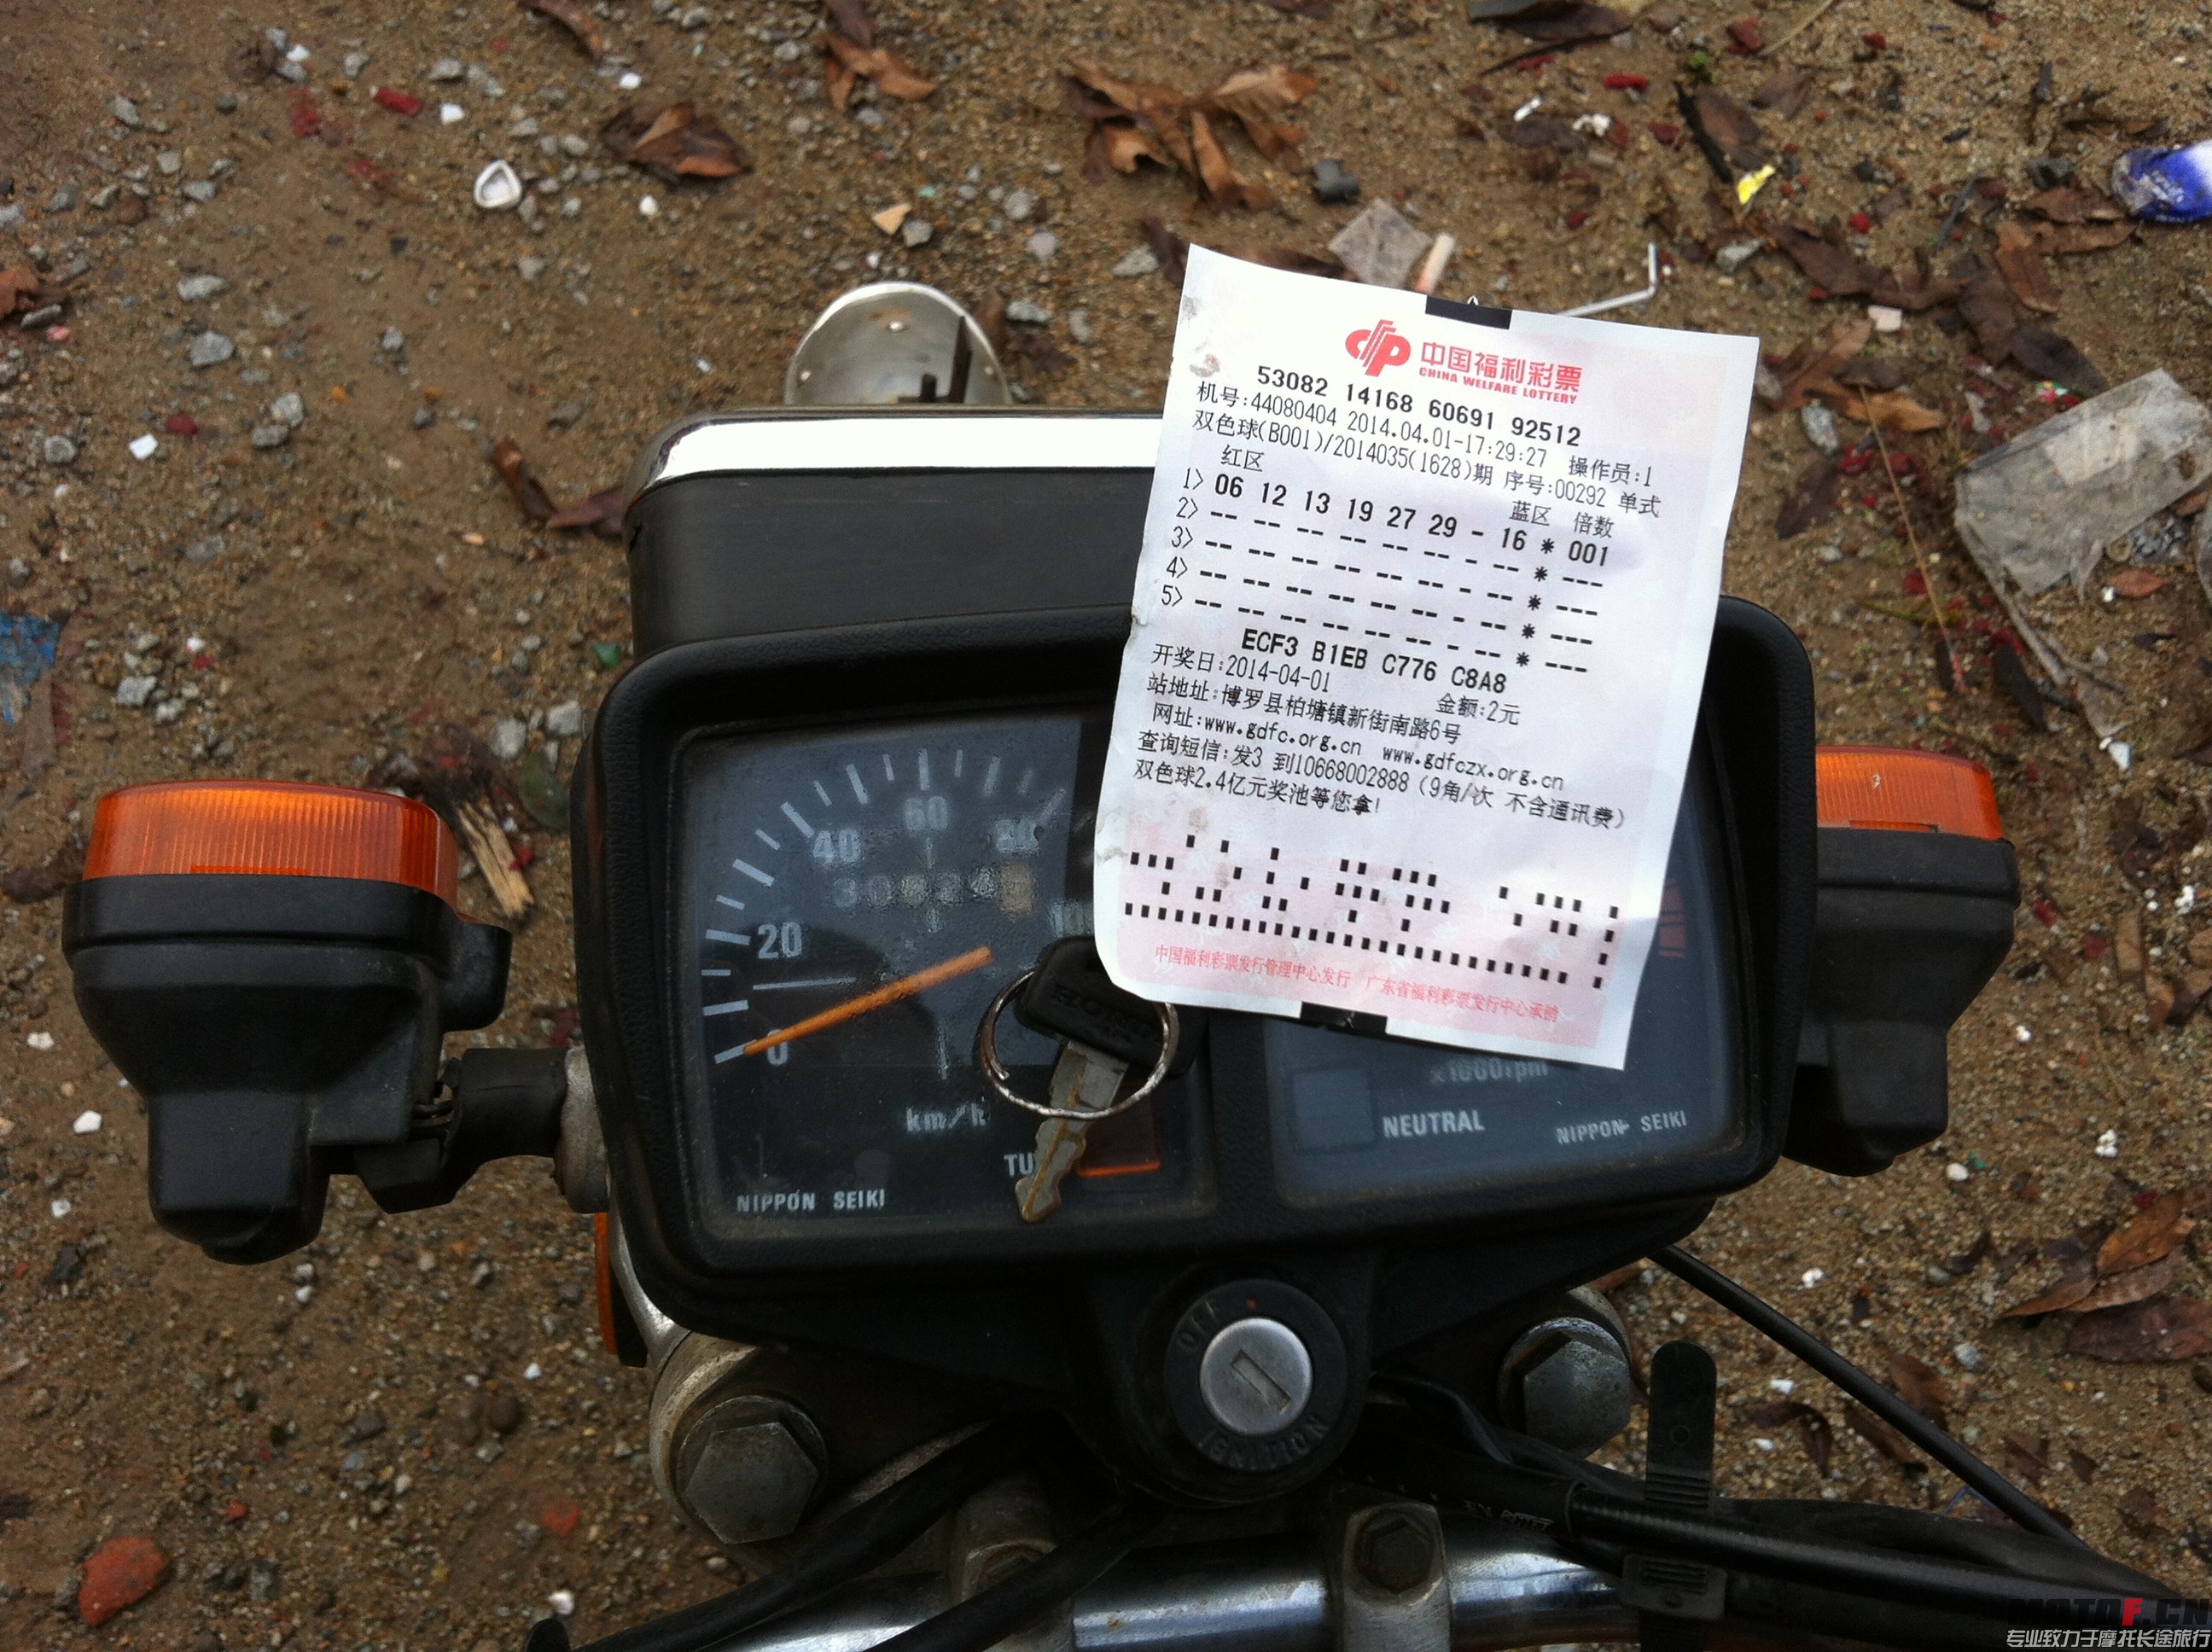 中国福利彩票
CHINA WELFARE LOTTERY
53082 14168 60691 92512
机号:44080404 2014.04.01-17:29:27 操作员:1
双色球(B001)/2014035(1628)期 序号:00292 单式
红区 蓝区 倍数
1> 06 12 13 19 27 29 - 16 * 001
2> -- -- -- -- -- -- - -- * ---
3> -- -- -- -- -- -- - -- * ---
4> -- -- -- -- -- -- - -- * ---
5> -- -- -- -- -- -- - -- * ---
ECF3 B1EB C776 C8A8
开奖日:2014-04-01 金额:2元
站地址:博罗县柏塘镇新街南路6号
网址:www.gdfc.org.cn www.gdfczx.org.cn
查询短信:发3 到10668002888 (9角/次 不含通讯费)
双色球2.4亿元奖池等您拿!
中国福利彩票发行管理中心发行 广东省福利彩票发行中心承销
60
40 80
20 100
0
km/h
TU
NIPPON SEIKI
x1000rpm
NEUTRAL
NIPPON SEIKI
OFF
IGNITION
MOTOF.CN
专业致力于摩托长途旅行